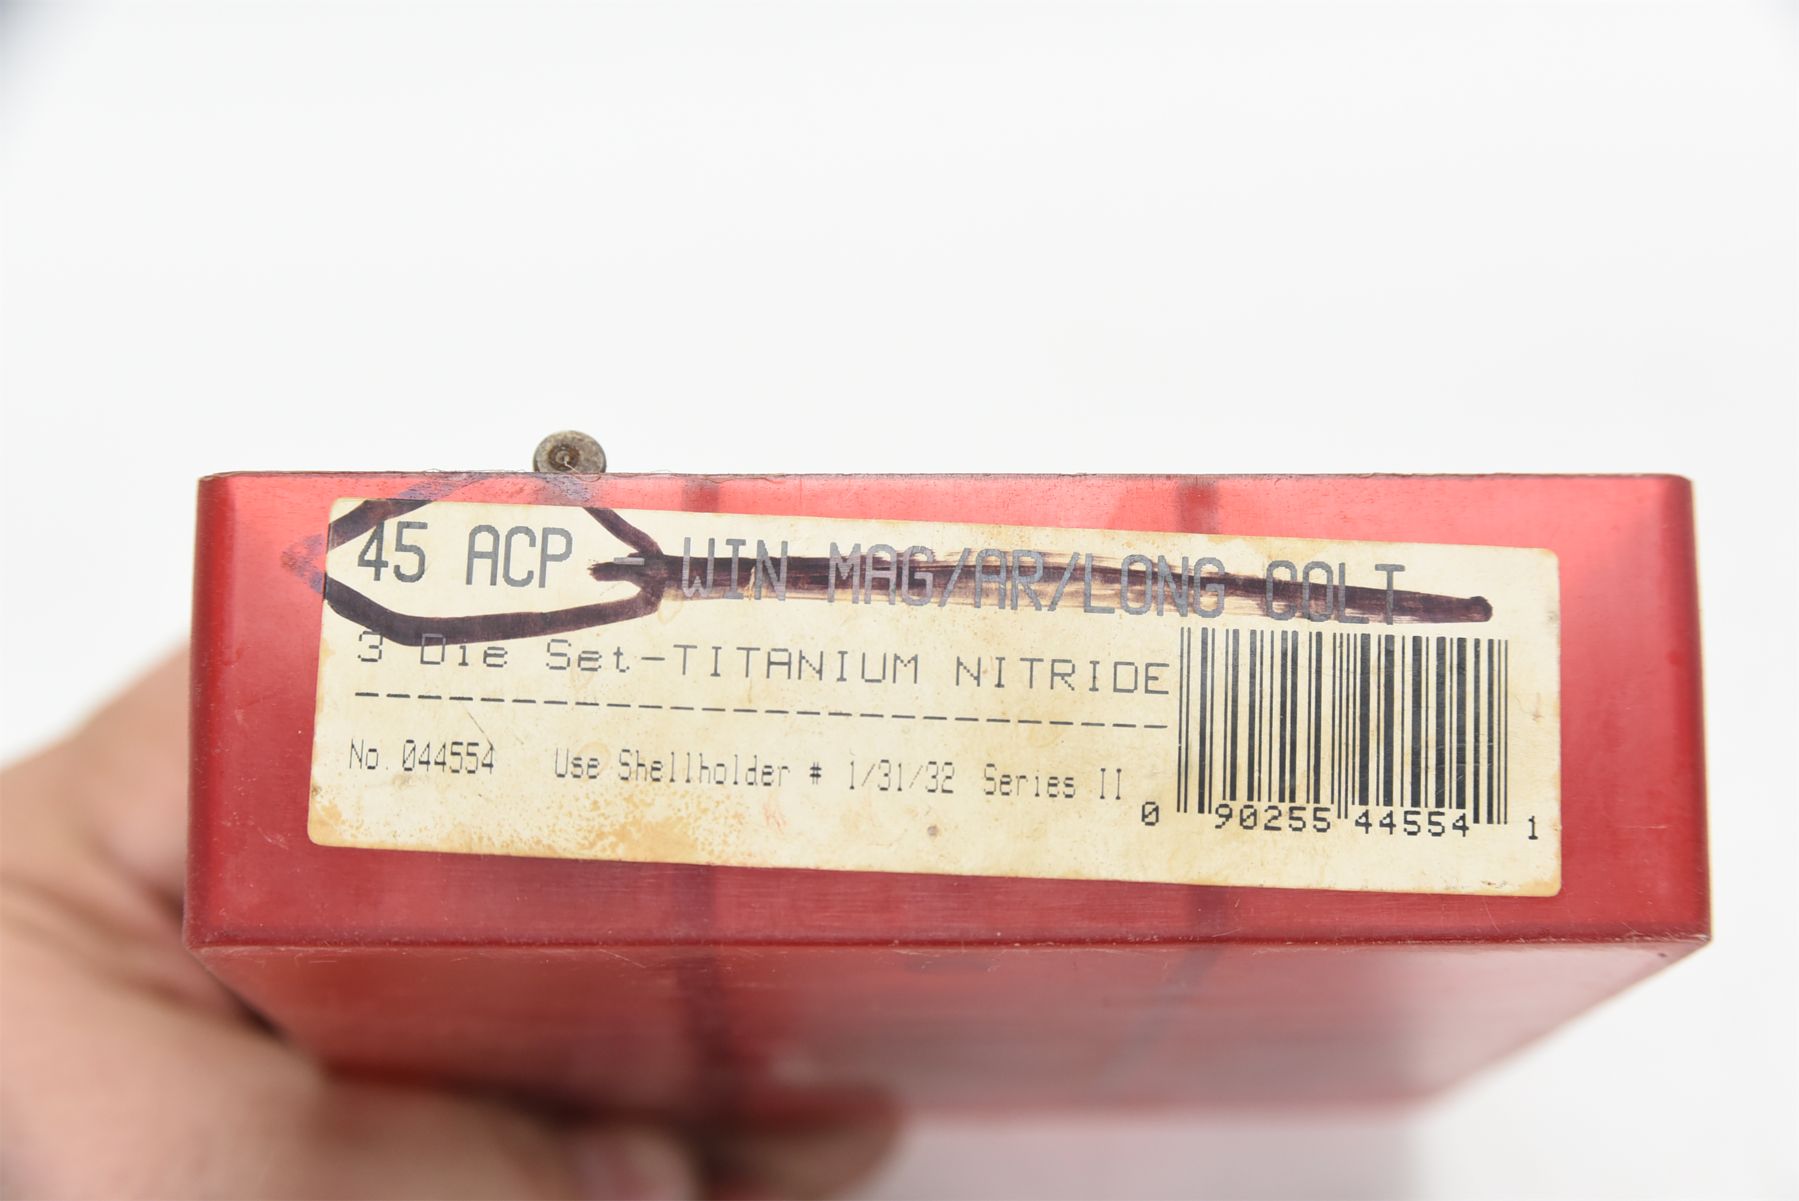 45 ACP - WIN MAG/AR/LONG COLT
3 Die Set-TITANIUM NITRIDE
No. 044554 Use Shellholder # 1/31/32 Series II
0 90255 44554 1